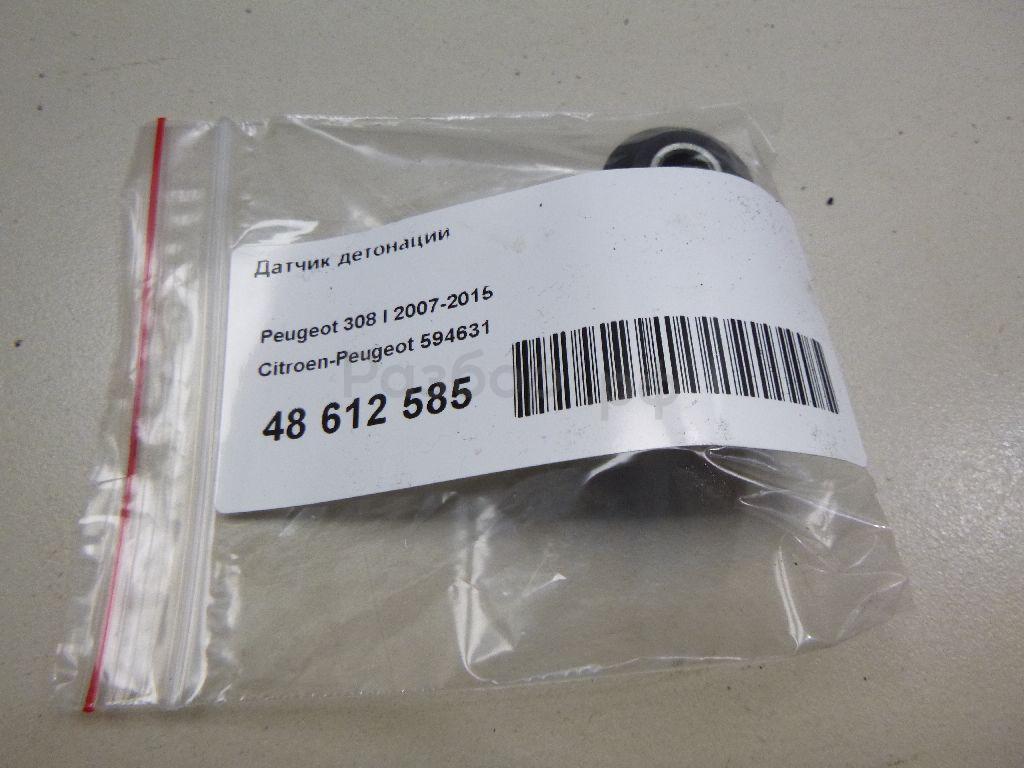 Датчик детонации
Peugeot 308 I 2007-2015
Citroen-Peugeot 594631
48 612 585